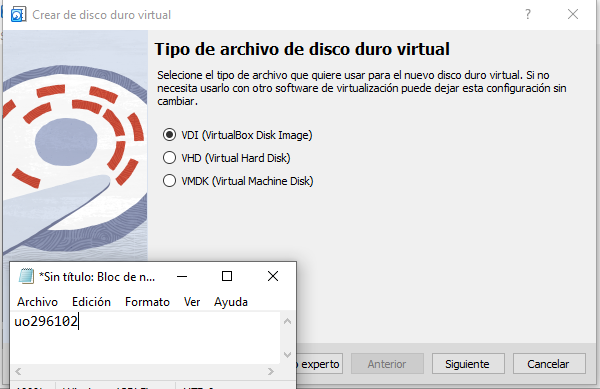 Crear de disco duro virtual
Tipo de archivo de disco duro virtual
Selecione el tipo de archivo que quiere usar para el nuevo disco duro virtual. Si no
necesita usarlo con otro software de virtualización puede dejar esta configuración sin
cambiar.
VDI (VirtualBox Disk Image)
VHD (Virtual Hard Disk)
VMDK (Virtual Machine Disk)
*Sin título: Bloc de n...
Archivo Edición Formato Ver Ayuda
uo296102
o experto Anterior Siguiente Cancelar